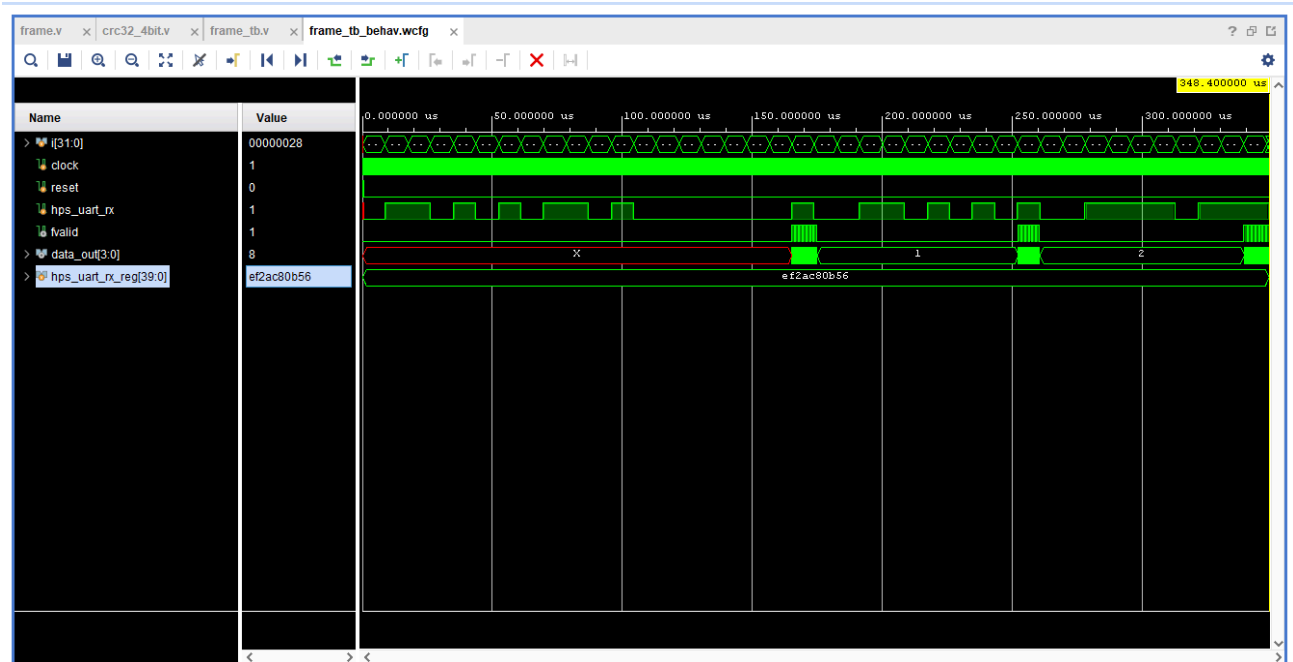 frame.v × crc32_4bit.v × frame_tb.v × frame_tb_behav.wcfg ×
348.400000 us
Name Value 0.000000 us 50.000000 us 100.000000 us 150.000000 us 200.000000 us 250.000000 us 300.000000 us
i[31:0] 00000028
clock 1
reset 0
hps_uart_rx 1
fvalid 1
data_out[3:0] 8 X 1 2
hps_uart_rx_reg[39:0] ef2ac80b56 ef2ac80b56